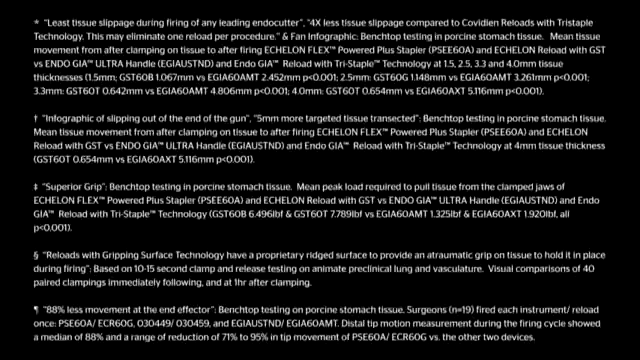 * "Least tissue slippage during firing of any leading endocutter", "4X less tissue slippage compared to Covidien Reloads with Tristaple
Technology. This may eliminate one reload per procedure." & Fan Infographic: Benchtop testing in porcine stomach tissue. Mean tissue
movement from after clamping on tissue to after firing ECHELON FLEX™ Powered Plus Stapler (PSEE60A) and ECHELON Reload with GST
vs ENDO GIA™ ULTRA Handle (EGIAUSTND) and Endo GIA™ Reload with Tri-Staple™ Technology at 1.5, 2.5, 3.3 and 4.0mm tissue
thicknesses (1.5mm; GST60B 1.067mm vs EGIA60AMT 2.452mm p<0.001; 2.5mm: GST60G 1.148mm vs EGIA60AMT 3.261mm p<0.001;
3.3mm: GST60T 0.642mm vs EGIA60AMT 4.806mm p<0.001; 4.0mm: GST60T 0.654mm vs EGIA60AXT 5.116mm p<0.001).
† "Infographic of slipping out of the end of the gun", "5mm more targeted tissue transected": Benchtop testing in porcine stomach tissue.
Mean tissue movement from after clamping on tissue to after firing ECHELON FLEX™ Powered Plus Stapler (PSEE60A) and ECHELON
Reload with GST vs ENDO GIA™ ULTRA Handle (EGIAUSTND) and Endo GIA™ Reload with Tri-Staple™ Technology at 4mm tissue thickness
(GST60T 0.654mm vs EGIA60AXT 5.116mm p<0.001).
‡ "Superior Grip": Benchtop testing in porcine stomach tissue. Mean peak load required to pull tissue from the clamped jaws of
ECHELON FLEX™ Powered Plus Stapler (PSEE60A) and ECHELON Reload with GST vs ENDO GIA™ ULTRA Handle (EGIAUSTND) and Endo
GIA™ Reload with Tri-Staple™ Technology (GST60B 6.496lbf & GST60T 7.789lbf vs EGIA60AMT 1.325lbf & EGIA60AXT 1.920lbf, all
p<0.001).
§ "Reloads with Gripping Surface Technology have a proprietary ridged surface to provide an atraumatic grip on tissue to hold it in place
during firing": Based on 10-15 second clamp and release testing on animate preclinical lung and vasculature. Visual comparisons of 40
paired clampings immediately following, and at 1hr after clamping.
¶ "88% less movement at the end effector": Benchtop testing on porcine stomach tissue. Surgeons (n=19) fired each instrument/ reload
once: PSE60A/ ECR60G, 030449/ 030459, and EGIAUSTND/ EGIA60AMT. Distal tip motion measurement during the firing cycle showed
a median of 88% and a range of reduction of 71% to 95% in tip movement of PSE60A/ ECR60G vs. the other two devices.